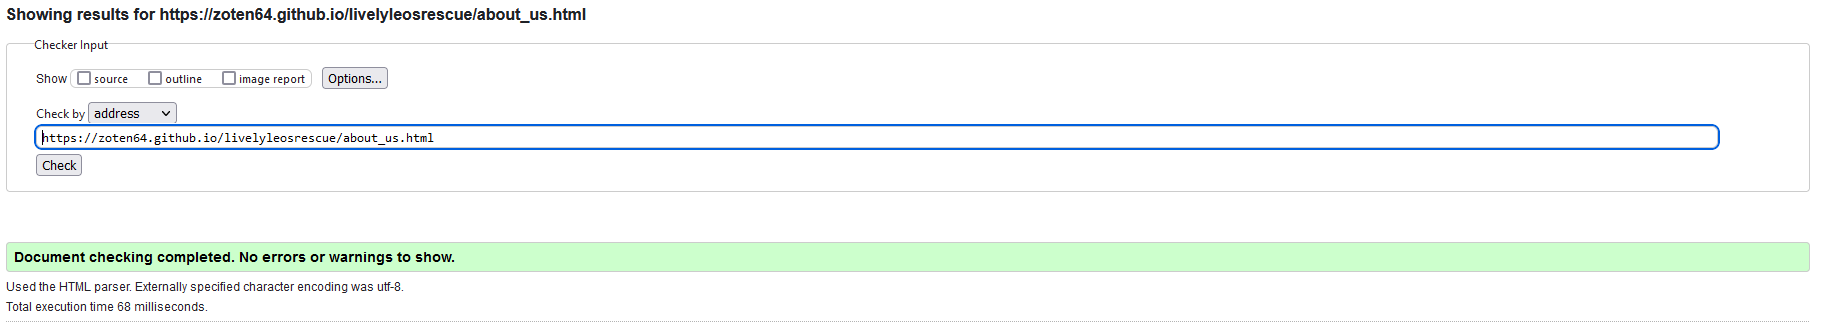 Showing results for https://zoten64.github.io/livelyleosrescue/about_us.html
Checker Input
Show source outline image report Options...
Check by address
https://zoten64.github.io/livelyleosrescue/about_us.html
Check
Document checking completed. No errors or warnings to show.
Used the HTML parser. Externally specified character encoding was utf-8.
Total execution time 68 milliseconds.